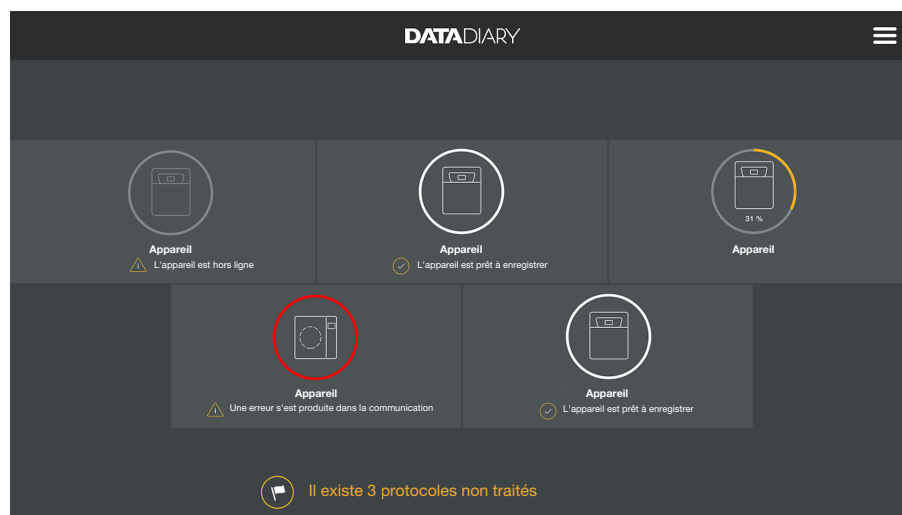 DATADIARY
31 %
Appareil
L'appareil est hors ligne
Appareil
L'appareil est prêt à enregistrer
Appareil
Appareil
Une erreur s'est produite dans la communication
Appareil
L'appareil est prêt à enregistrer
Il existe 3 protocoles non traités